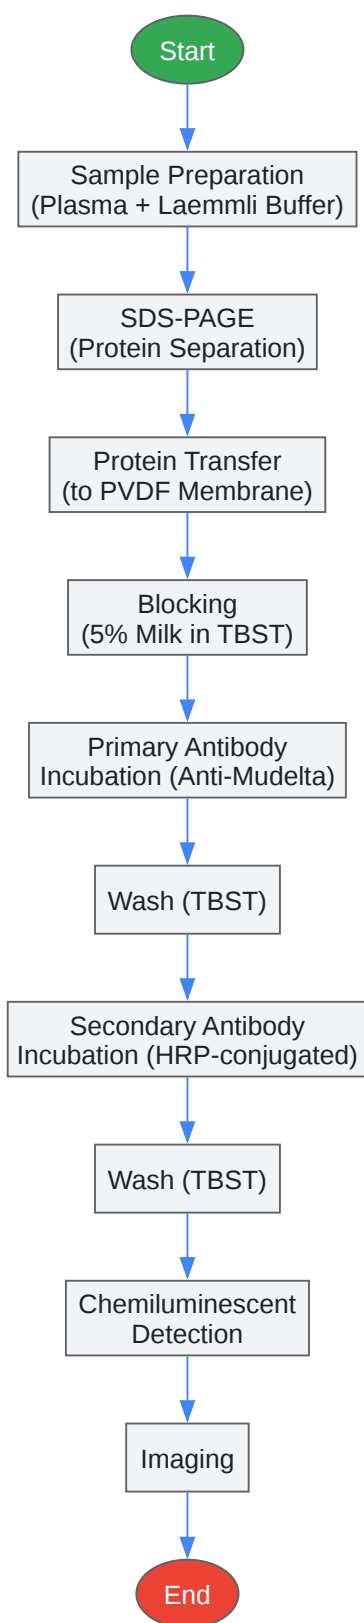 Start
Sample Preparation
(Plasma + Laemmli Buffer)
SDS-PAGE
(Protein Separation)
Protein Transfer
(to PVDF Membrane)
Blocking
(5% Milk in TBST)
Primary Antibody
Incubation (Anti-Mudelta)
Wash (TBST)
Secondary Antibody
Incubation (HRP-conjugated)
Wash (TBST)
Chemiluminescent
Detection
Imaging
End